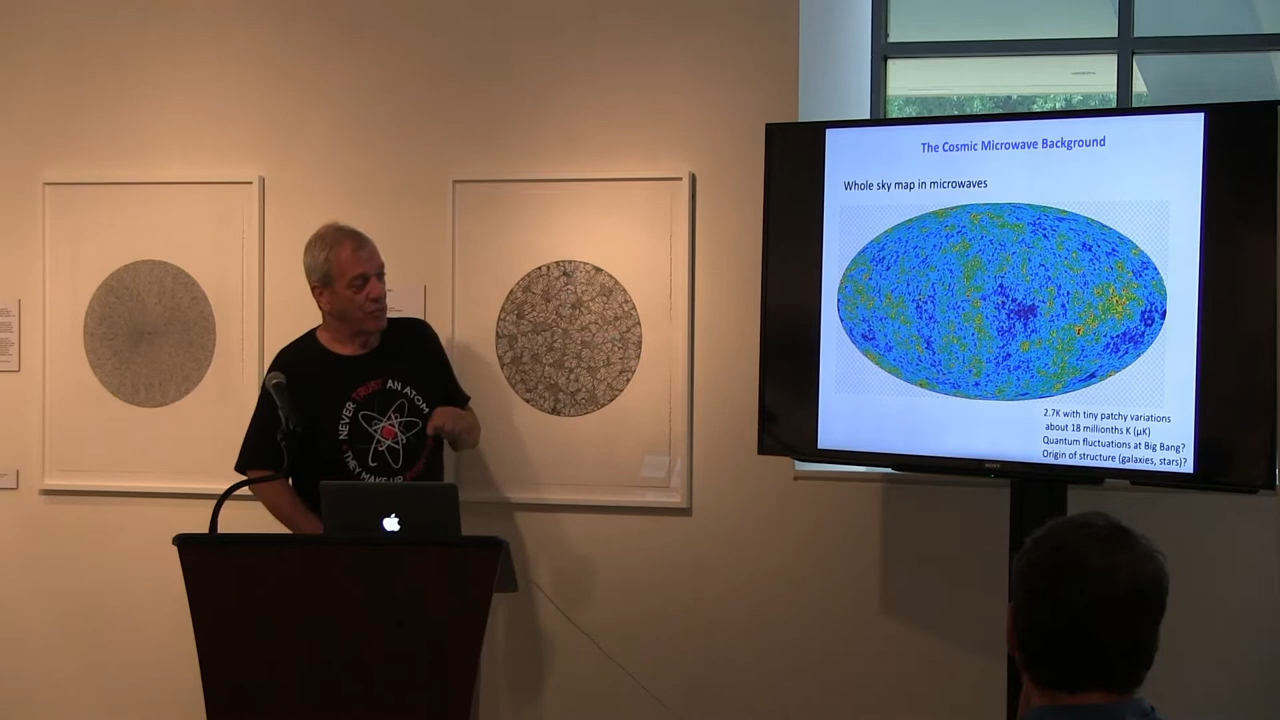 The Cosmic Microwave Background
Whole sky map in microwaves
2.7K with tiny patchy variations
about 18 millionths K (µK)
Quantum fluctuations at Big Bang?
Origin of structure (galaxies, stars)?
SONY
NEVER TRUST AN ATOM
THEY MAKE UP